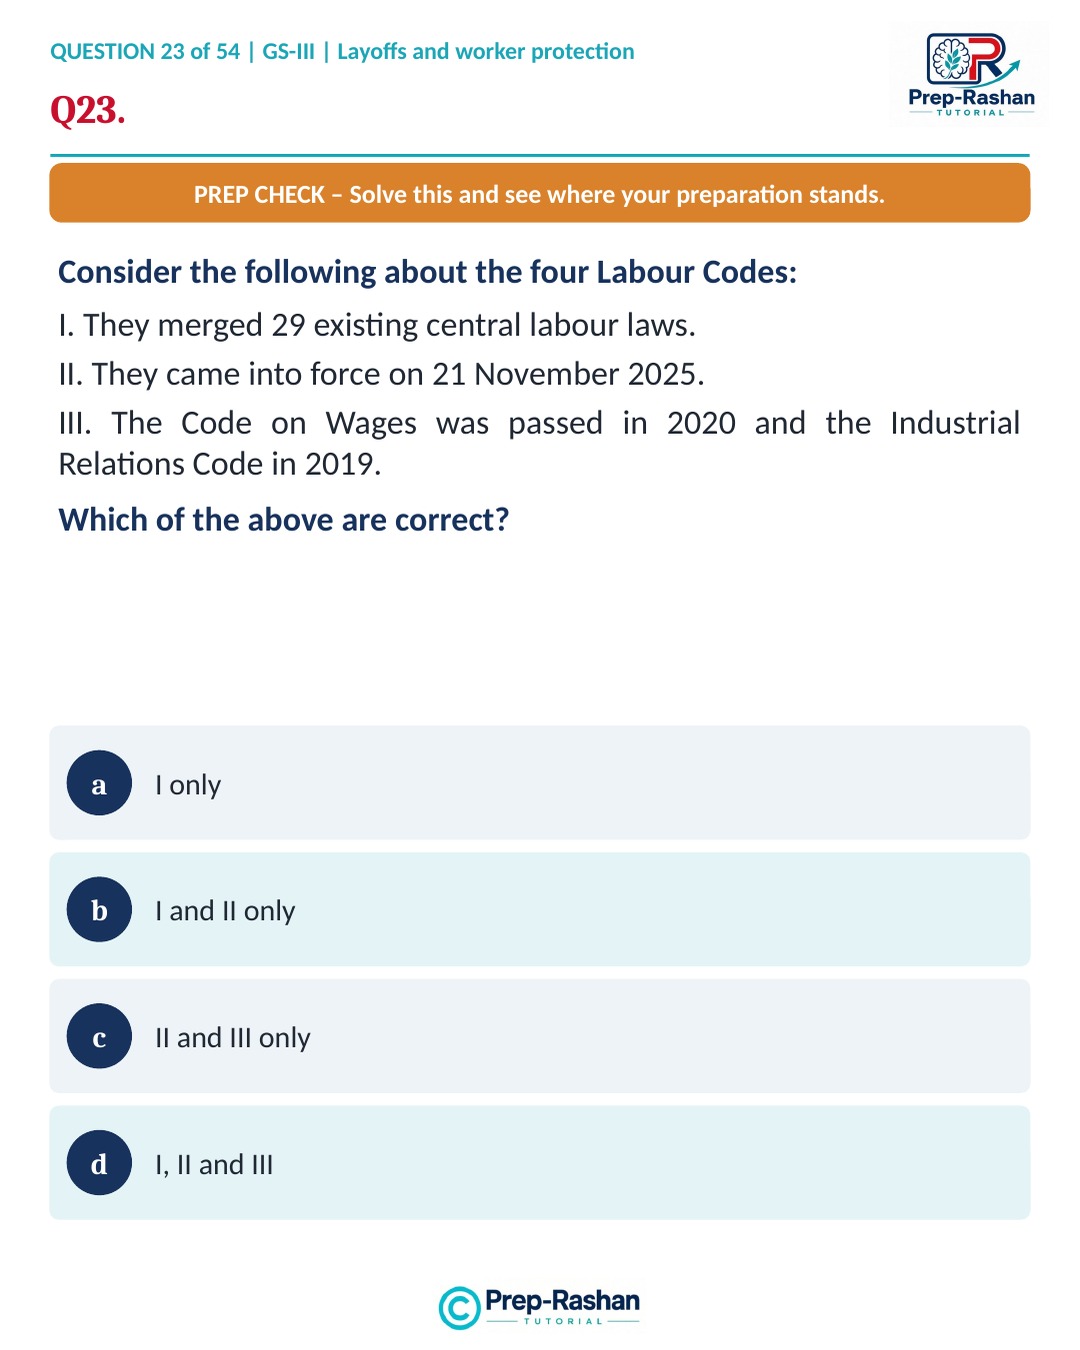 QUESTION 23 of 54 | GS-III | Layoffs and worker protection
Prep-Rashan
TUTORIAL
Q23.
PREP CHECK – Solve this and see where your preparation stands.
Consider the following about the four Labour Codes:
I. They merged 29 existing central labour laws.
II. They came into force on 21 November 2025.
III. The Code on Wages was passed in 2020 and the Industrial
Relations Code in 2019.
Which of the above are correct?
a I only
b I and II only
c II and III only
d I, II and III
© Prep-Rashan
TUTORIAL